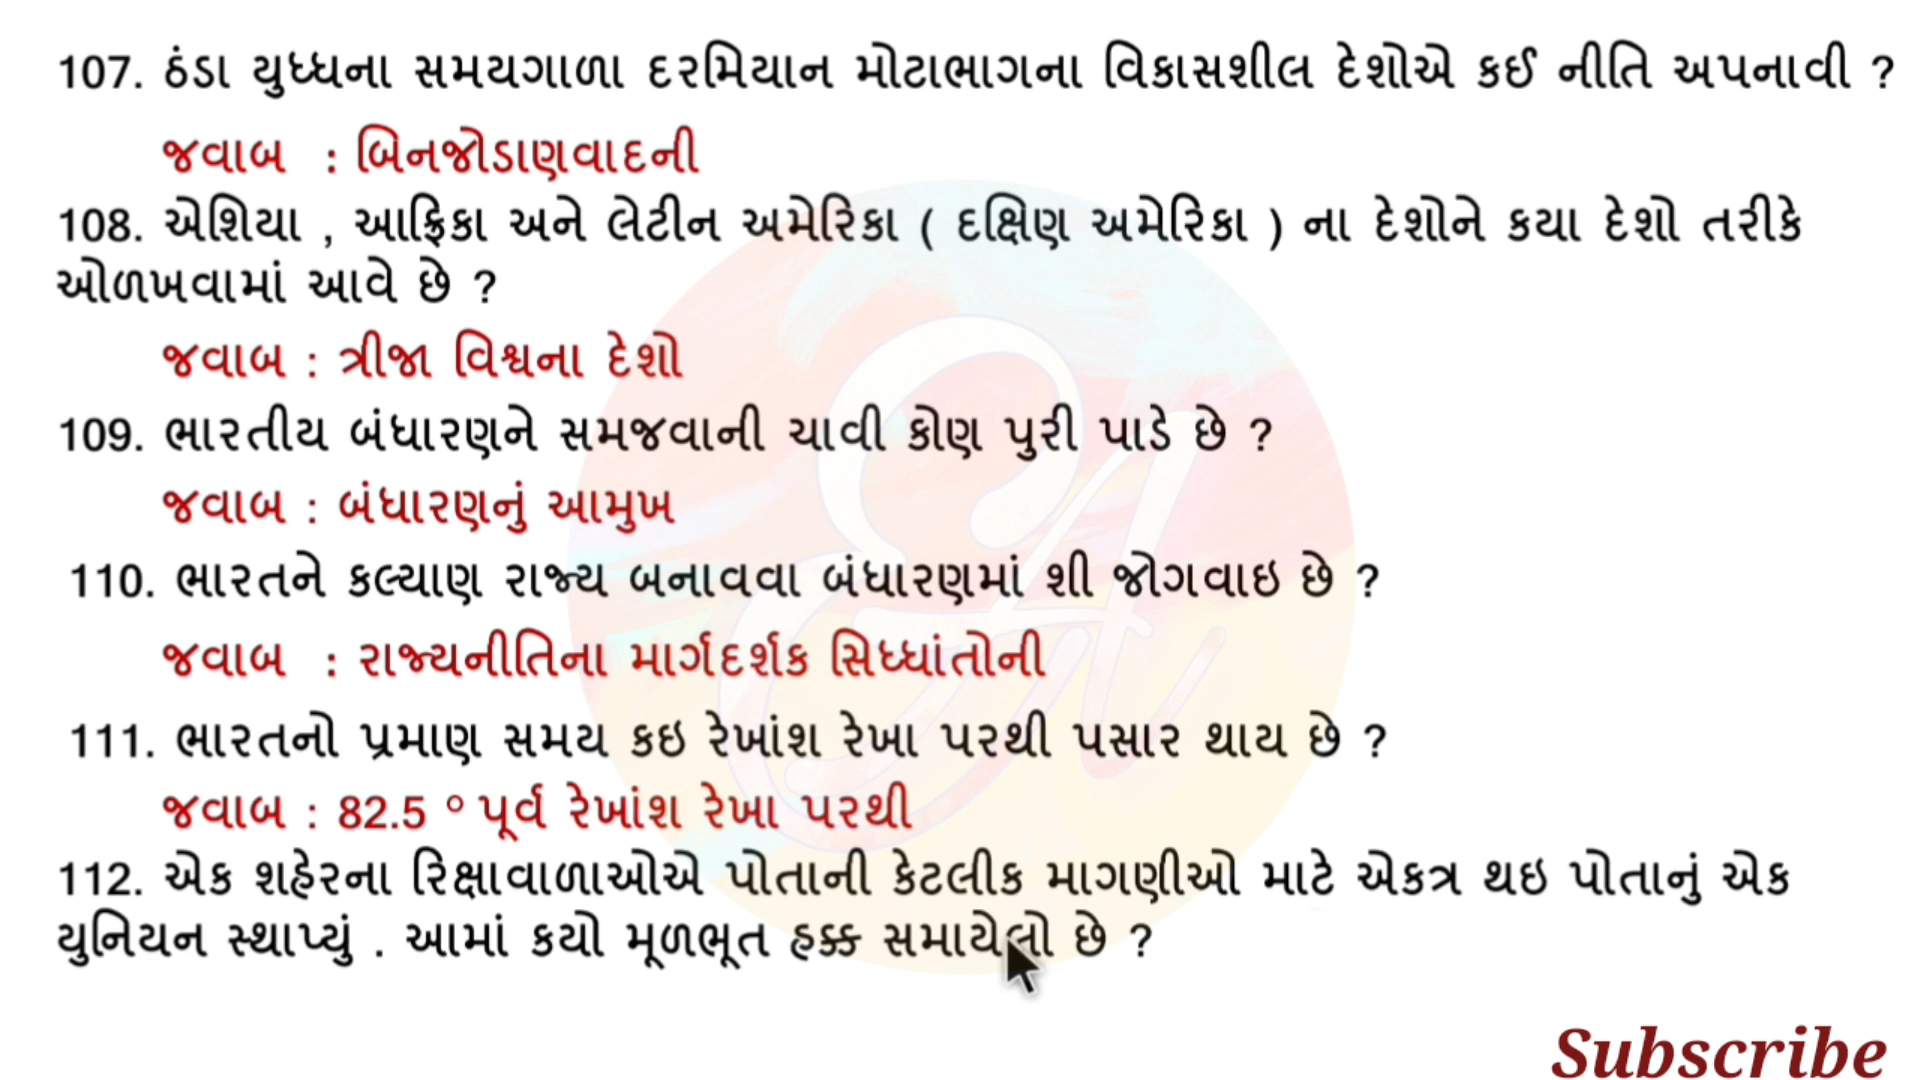 107. ઠંડા યુધ્ધના સમયગાળા દરમિયાન મોટાભાગના વિકાસશીલ દેશોએ કઈ નીતિ અપનાવી ?
જવાબ : બિનજોડાણવાદની
108. એશિયા , આફ્રિકા અને લેટીન અમેરિકા ( દક્ષિણ અમેરિકા ) ના દેશોને કયા દેશો તરીકે
ઓળખવામાં આવે છે ?
જવાબ : ત્રીજા વિશ્વના દેશો
109. ભારતીય બંધારણને સમજવાની ચાવી કોણ પુરી પાડે છે ?
જવાબ : બંધારણનું આમુખ
110. ભારતને કલ્યાણ રાજ્ય બનાવવા બંધારણમાં શી જોગવાઇ છે ?
જવાબ : રાજ્યનીતિના માર્ગદર્શક સિધ્ધાંતોની
111. ભારતનો પ્રમાણ સમય કઇ રેખાંશ રેખા પરથી પસાર થાય છે ?
જવાબ : 82.5 ° પૂર્વ રેખાંશ રેખા પરથી
112. એક શહેરના રિક્ષાવાળાઓએ પોતાની કેટલીક માગણીઓ માટે એકત્ર થઇ પોતાનું એક
યુનિયન સ્થાપ્યું . આમાં કયો મૂળભૂત હક્ક સમાયેલો છે ?
Subscribe